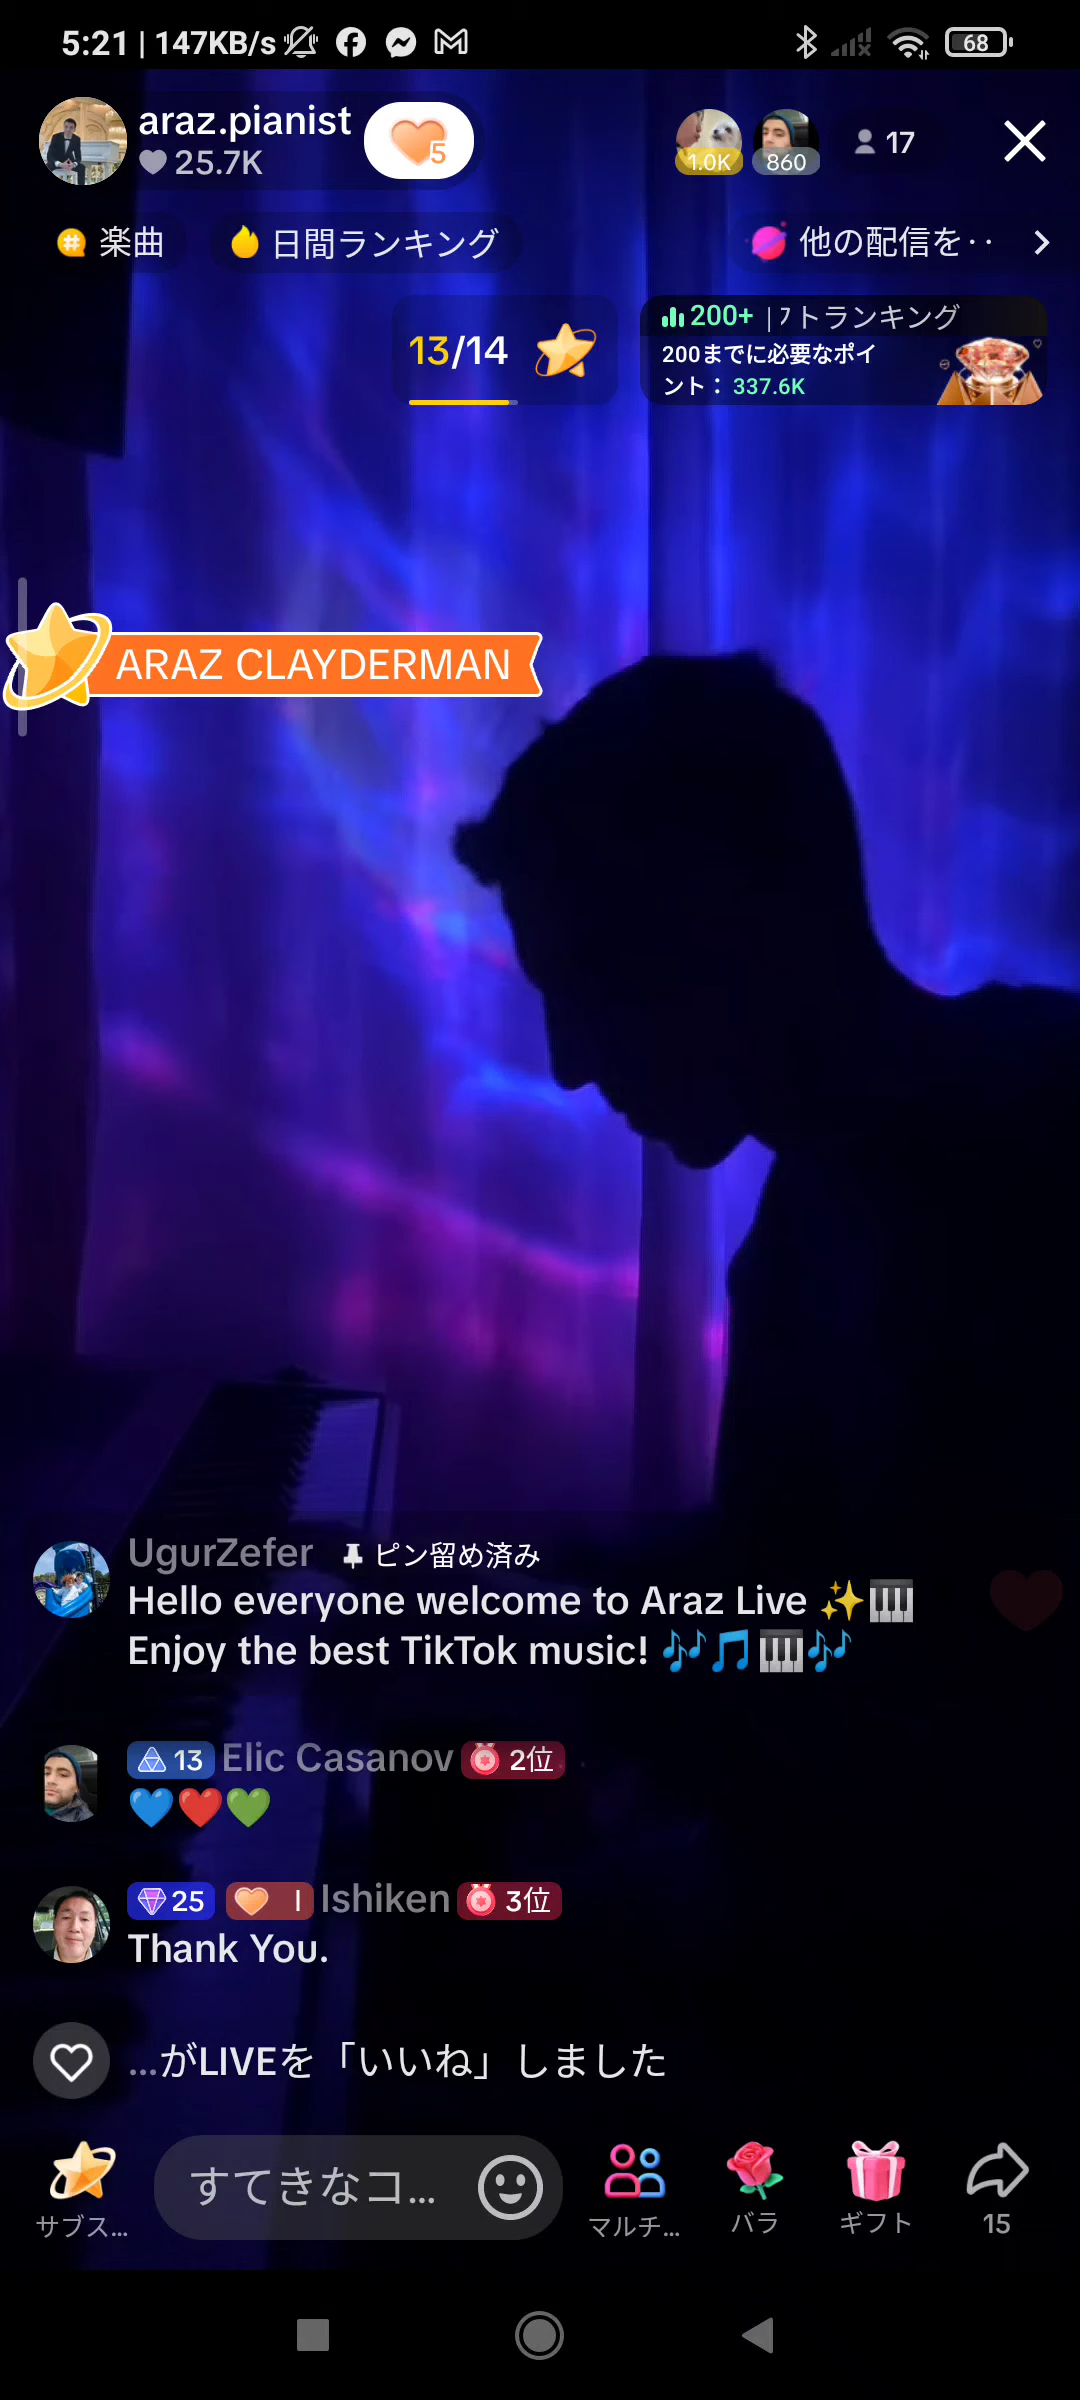 5:21 | 147KB/s
68
araz.pianist
25.7K
5
1.0K
860
17
楽曲
日間ランキング
他の配信を‥
13/14
200+ | フトランキング
200までに必要なポイ
ント： 337.6K
ARAZ CLAYDERMAN
UgurZefer ピン留め済み
Hello everyone welcome to Araz Live ✨🎹
Enjoy the best TikTok music! 🎶🎵🎹🎶
13 Elic Casanov 2位
💙❤️💚
25 I Ishiken 3位
Thank You.
...がLIVEを「いいね」しました
すてきなコ...
サブス...
マルチ...
バラ
ギフト
15